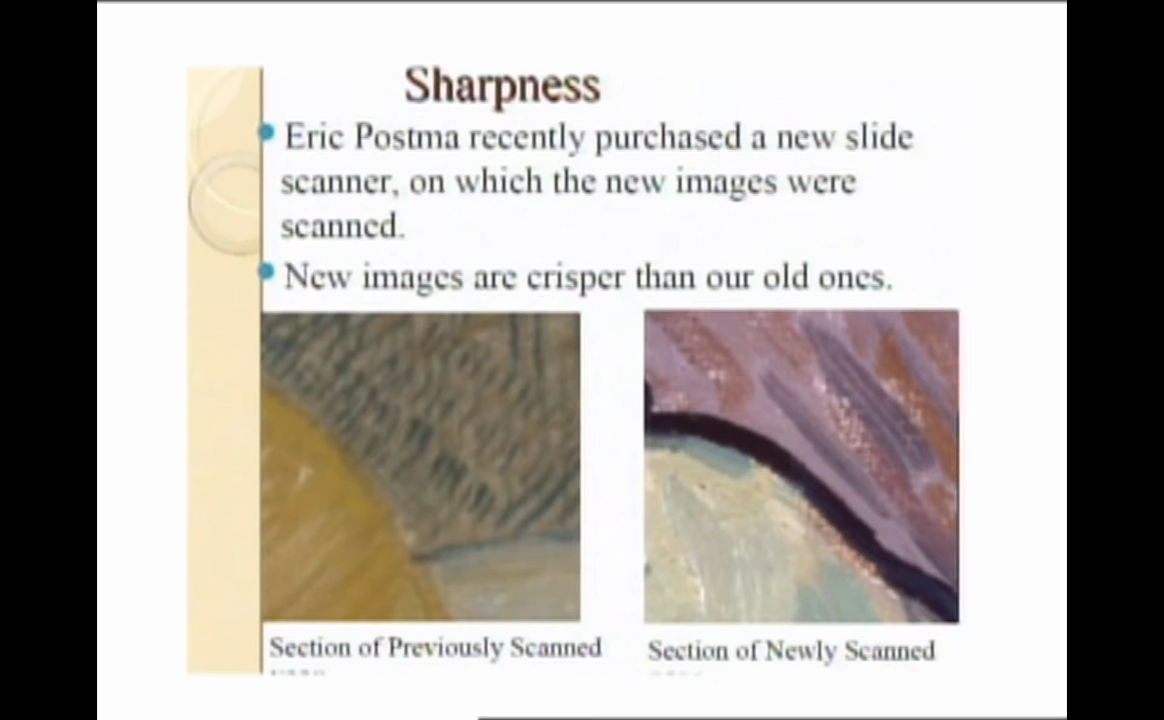 Sharpness
Eric Postma recently purchased a new slide
scanner, on which the new images were
scanned.
New images are crisper than our old ones.
Section of Previously Scanned
Section of Newly Scanned